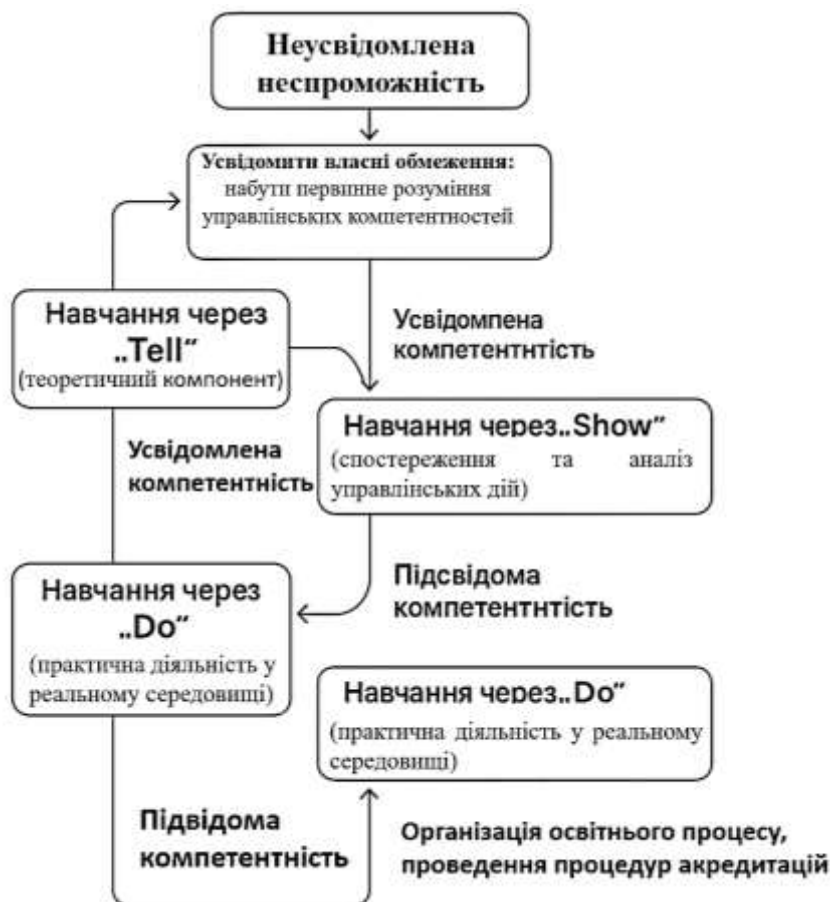 Неусвідомлена
неспроможність
Усвідомити власні обмеження:
набути первинне розуміння
управлінських компетентностей
Навчання через
„Tell”
(теоретичний компонент)
Усвідомпена
компетентнтість
Навчання через„Show”
(спостереження та аналіз
управлінських дій)
Усвідомлена
компетентність
Навчання через
„Do”
(практична діяльність у
реальному середовищі)
Підсвідома
компетентнтість
Навчання через„Do”
(практична діяльність у реальному
середовищі)
Підвідома
компетентність
Організація освітнього процесу,
проведення процедур акредитацій